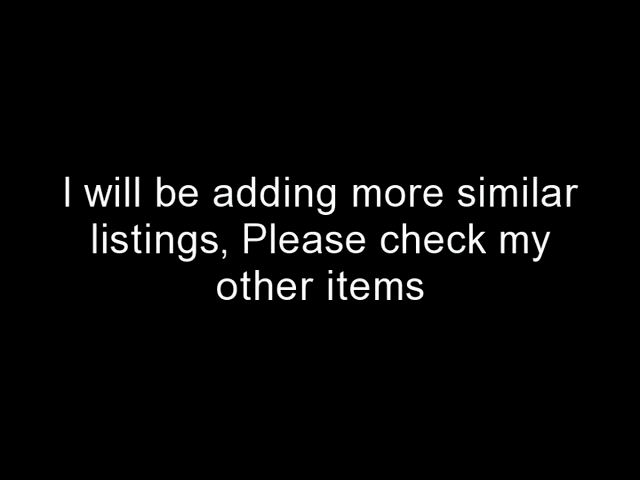 I will be adding more similar
listings, Please check my
other items